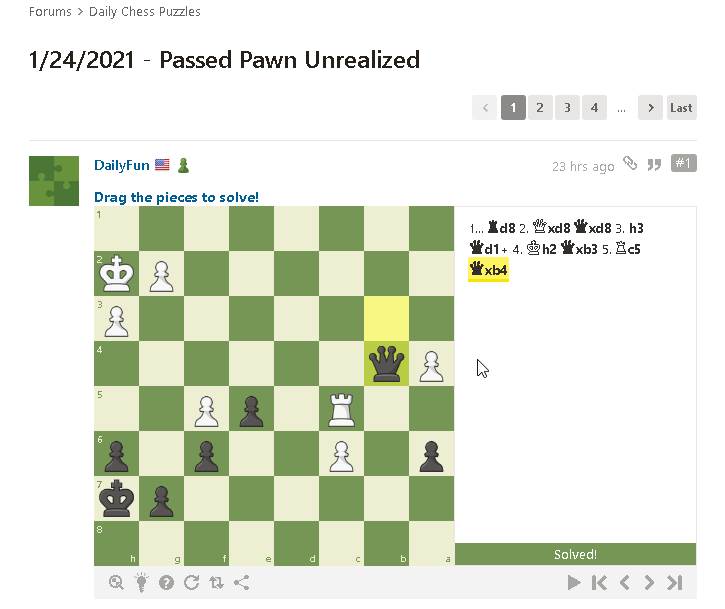 Forums > Daily Chess Puzzles
1/24/2021 - Passed Pawn Unrealized
< 1 2 3 4 ... > Last
DailyFun
23 hrs ago #1
Drag the pieces to solve!
1
2
3
4
5
6
7
8
h g f e d c b a
1... ♜d8 2. ♕xd8 ♛xd8 3. h3
♛d1+ 4. ♔h2 ♛xb3 5. ♖c5
♛xb4
Solved!